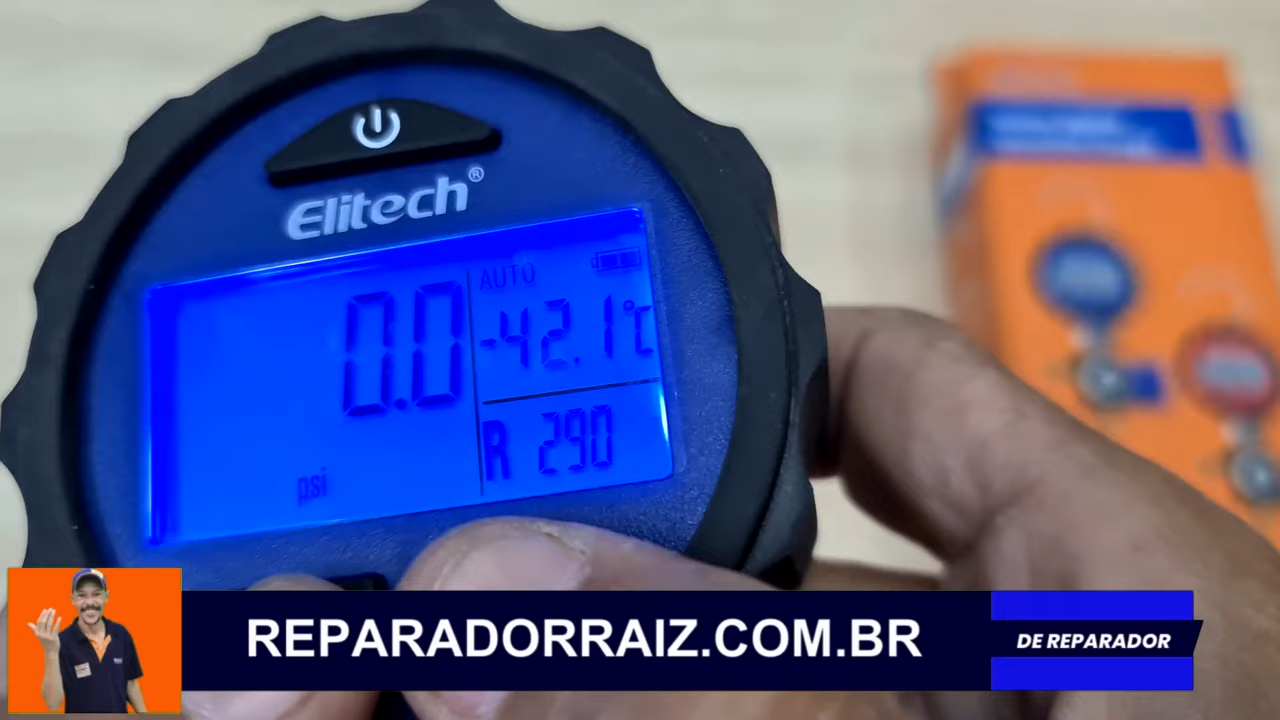 Elitech®
AUTO
0.0
-42.1°C
R 290
psi
REPARADORRAIZ.COM.BR
DE REPARADOR